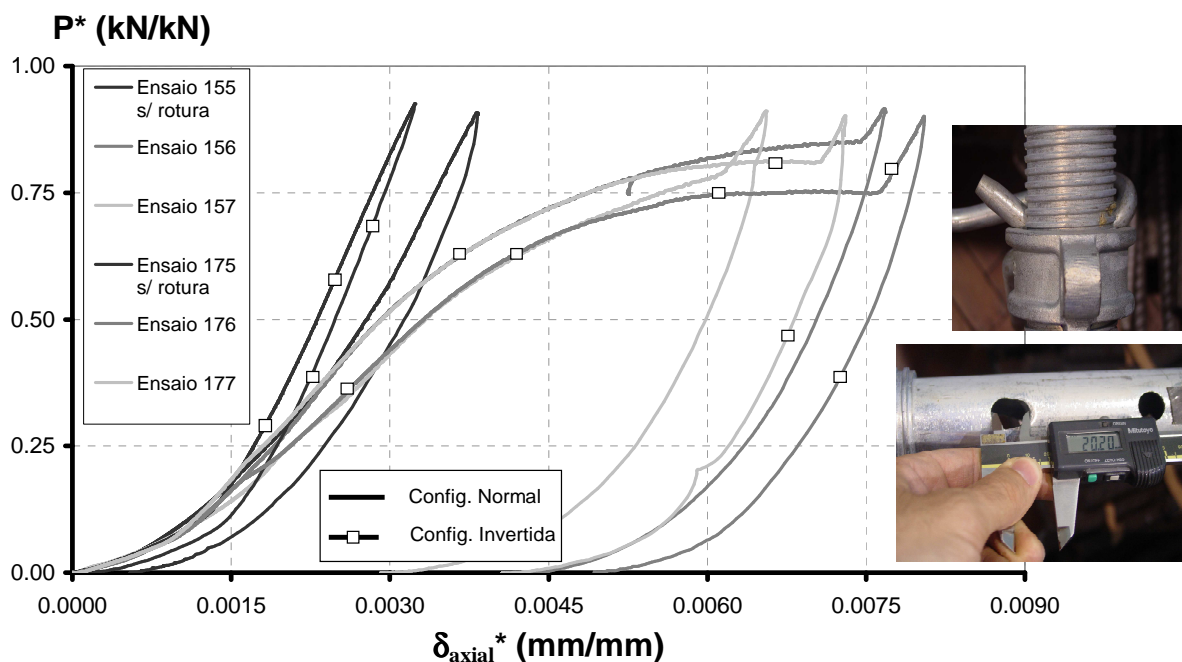 P* (kN/kN)
1.00
0.75
0.50
0.25
0.00
Ensaio 155
s/ rotura
Ensaio 156
Ensaio 157
Ensaio 175
s/ rotura
Ensaio 176
Ensaio 177
Config. Normal
Config. Invertida
Mitutoyo
20.20
0.0000 0.0015 0.0030 0.0045 0.0060 0.0075 0.0090
δaxial* (mm/mm)